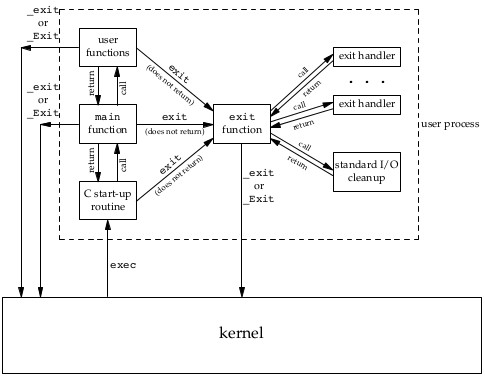 _exit
or
_Exit
user
functions
exit
(does not return)
call
return
exit handler
. . .
return
call
_exit
or
_Exit
main
function
exit
(does not return)
exit
function
call
return
exit handler
user process
return
call
exit
(does not return)
call
return
standard I/O
cleanup
C start-up
routine
_exit
or
_Exit
exec
kernel